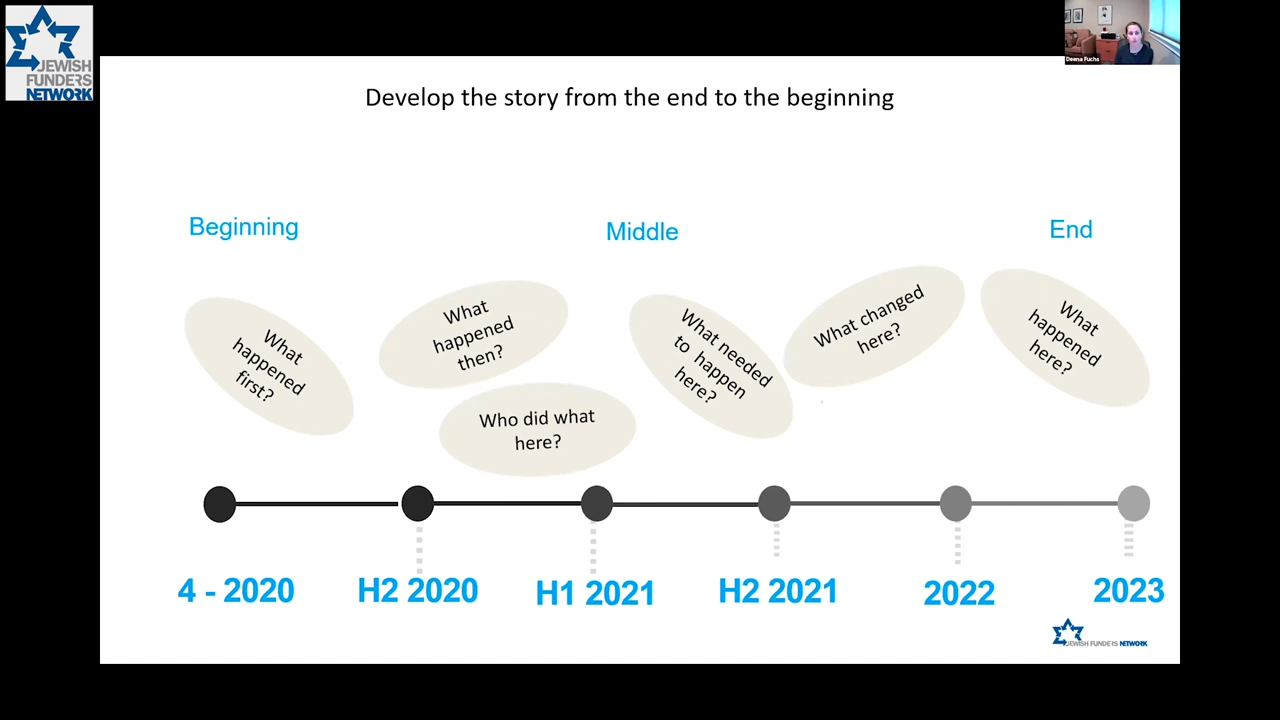 JEWISH
FUNDERS
NETWORK
Deena Fuchs
Develop the story from the end to the beginning
Beginning
Middle
End
What
happened
first?
What
happened
then?
Who did what
here?
What needed
to happen
here?
What changed
here?
What
happened
here?
4 - 2020
H2 2020
H1 2021
H2 2021
2022
2023
JEWISH FUNDERS NETWORK